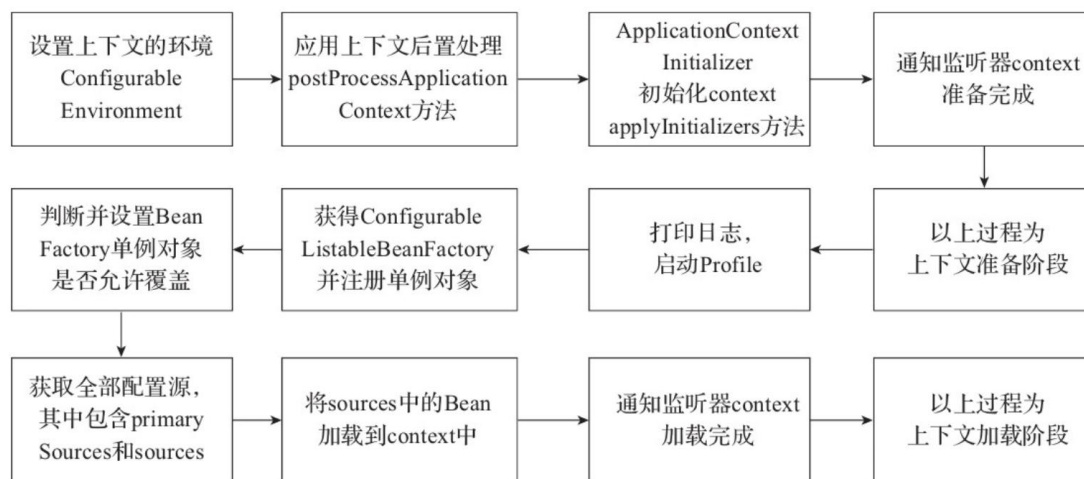 设置上下文的环境
Configurable
Environment
应用上下文后置处理
postProcessApplication
Context方法
ApplicationContext
Initializer
初始化context
applyInitializers方法
通知监听器context
准备完成
以上过程为
上下文准备阶段
打印日志，
启动Profile
获得Configurable
ListableBeanFactory
并注册单例对象
判断并设置Bean
Factory单例对象
是否允许覆盖
获取全部配置源，
其中包含primary
Sources和sources
将sources中的Bean
加载到context中
通知监听器context
加载完成
以上过程为
上下文加载阶段